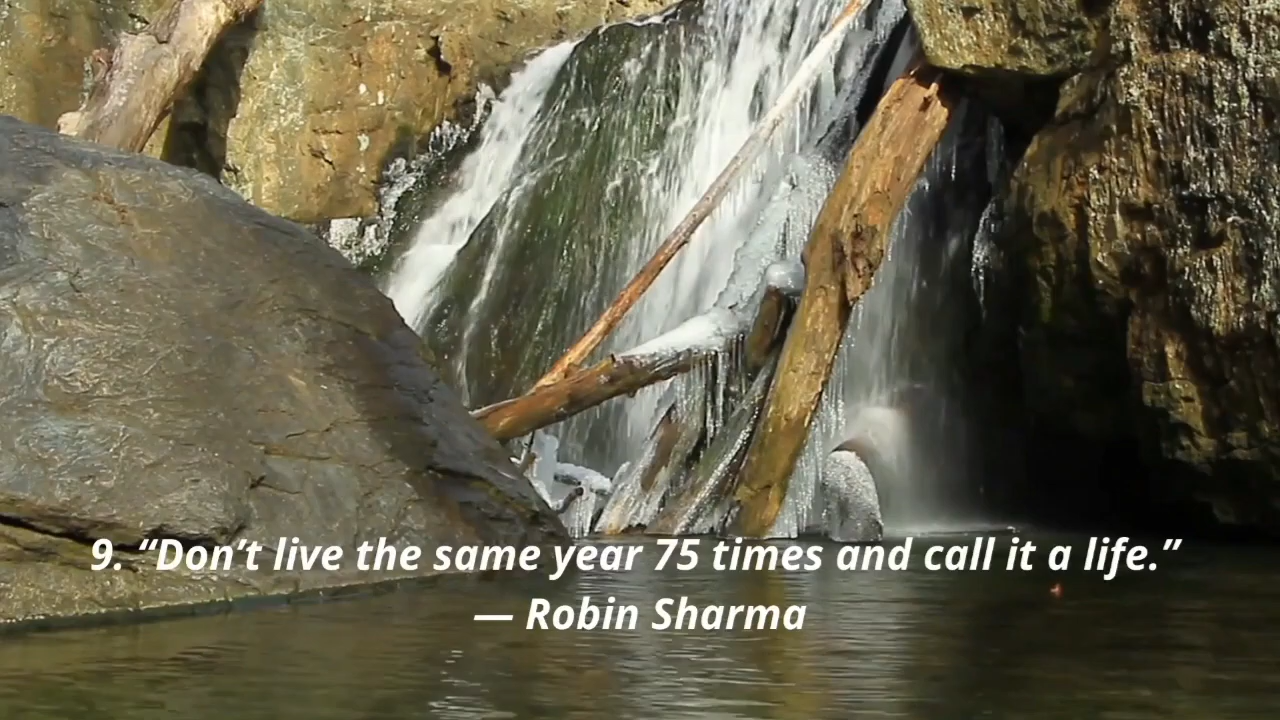 9. “Don’t live the same year 75 times and call it a life.”
— Robin Sharma